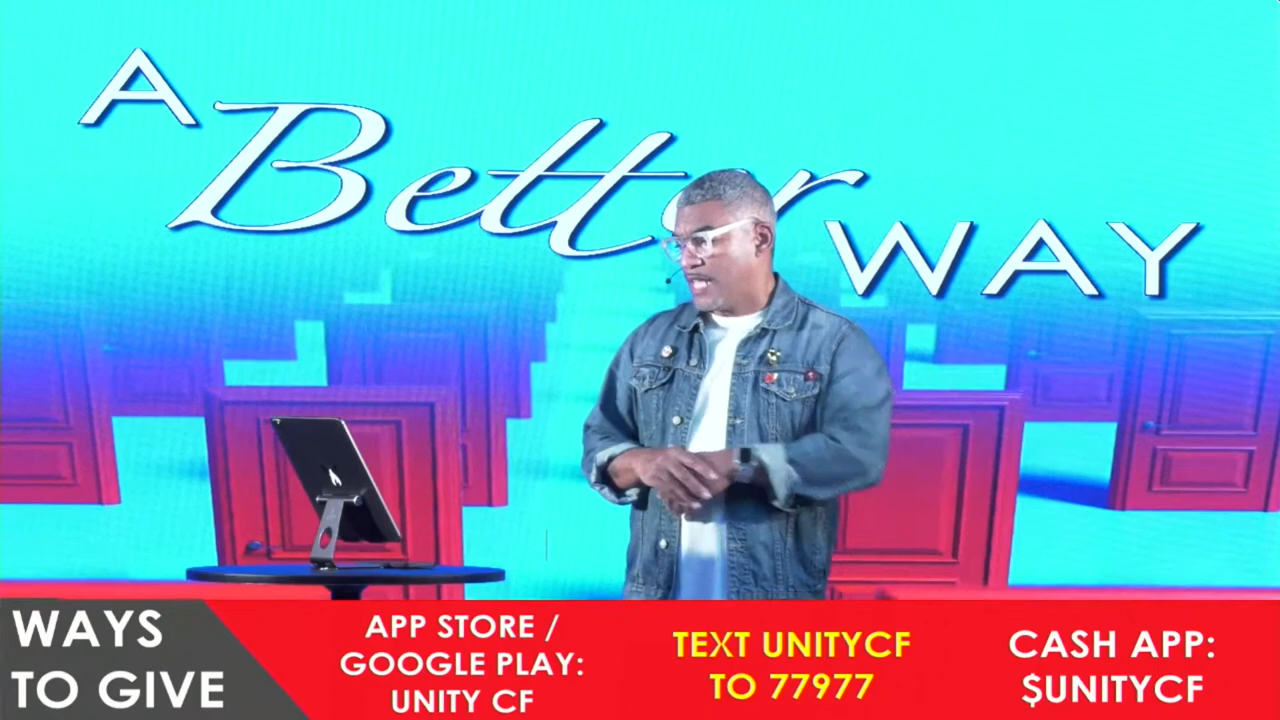 A Better WAY
WAYS
TO GIVE
APP STORE /
GOOGLE PLAY:
UNITY CF
TEXT UNITYCF
TO 77977
CASH APP:
$UNITYCF